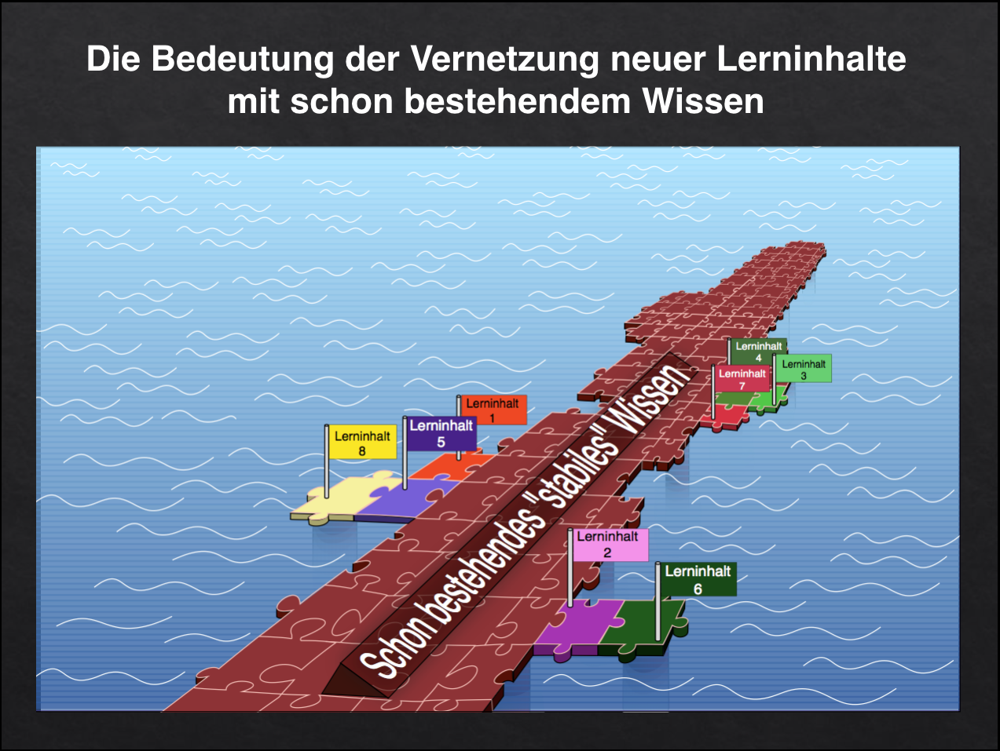 Die Bedeutung der Vernetzung neuer Lerninhalte
mit schon bestehendem Wissen
Lerninhalt
4
Lerninhalt
3
Lerninhalt
7
Lerninhalt
1
Lerninhalt
5
Lerninhalt
8
Schon bestehendes "stabiles" Wissen
Lerninhalt
2
Lerninhalt
6